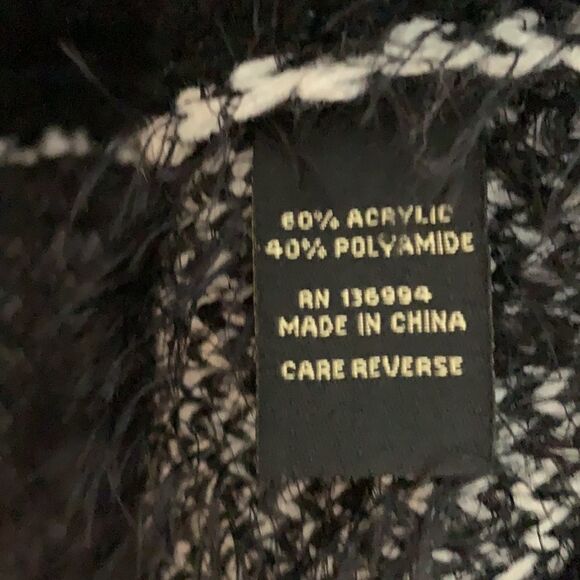 60% ACRYLIC
40% POLYAMIDE
RN 136994
MADE IN CHINA
CARE REVERSE